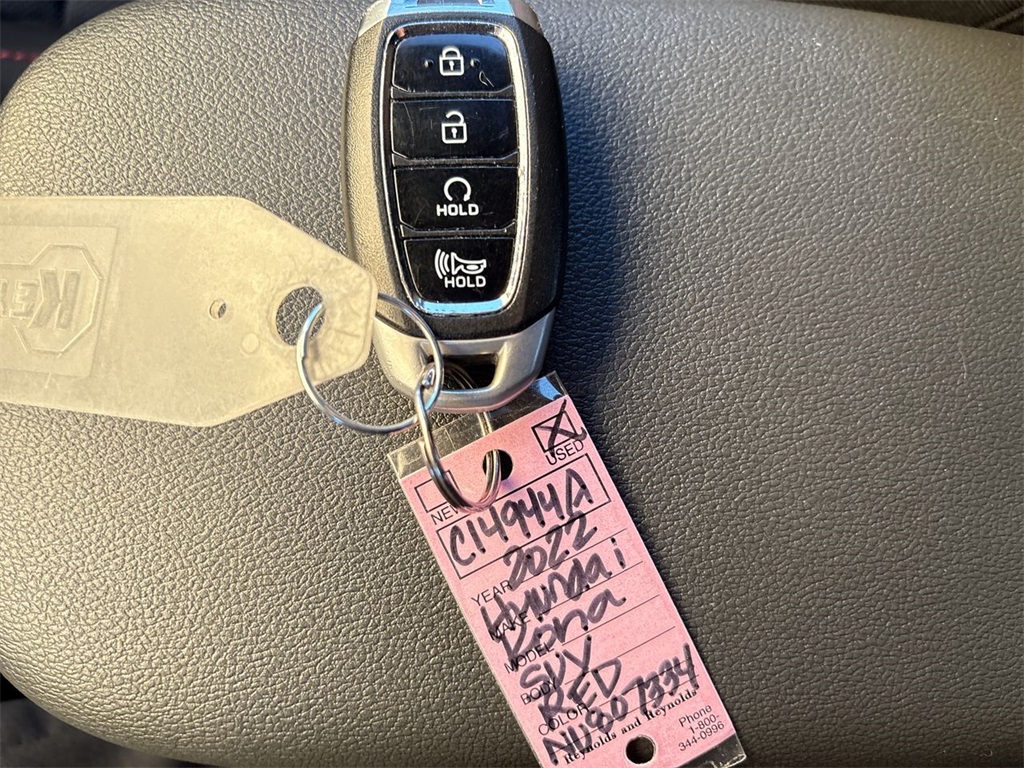 HOLD
HOLD
KEY
USED
NEW
C14944A
YEAR 2022
MAKE Hyundai
MODEL Kona
BODY SUV
COLOR RED
NU807334
Reynolds and Reynolds
Phone
1-800-
344-0996